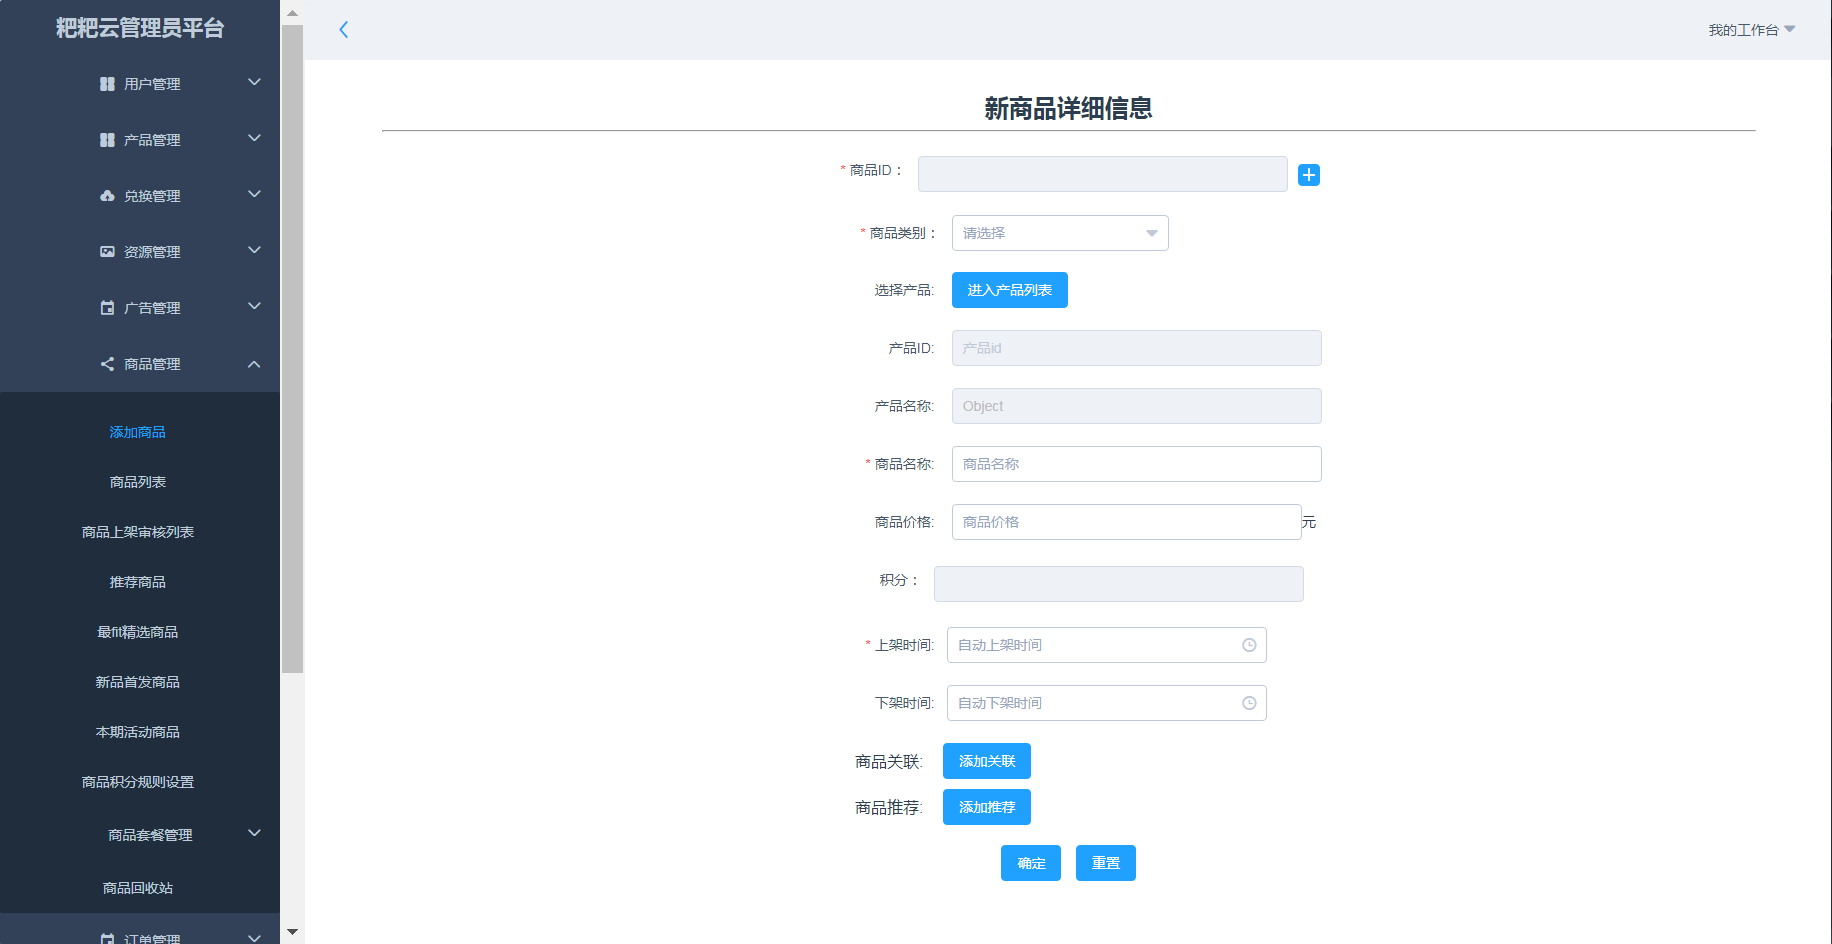 粑粑云管理员平台
用户管理
产品管理
兑换管理
资源管理
广告管理
商品管理
添加商品
商品列表
商品上架审核列表
推荐商品
最fit精选商品
新品首发商品
本期活动商品
商品积分规则设置
商品套餐管理
商品回收站
订单管理
我的工作台
新商品详细信息
* 商品ID：
* 商品类别： 请选择
选择产品: 进入产品列表
产品ID: 产品id
产品名称: Object
* 商品名称: 商品名称
商品价格: 商品价格 元
积分：
* 上架时间: 自动上架时间
下架时间: 自动下架时间
商品关联: 添加关联
商品推荐: 添加推荐
确定 重置